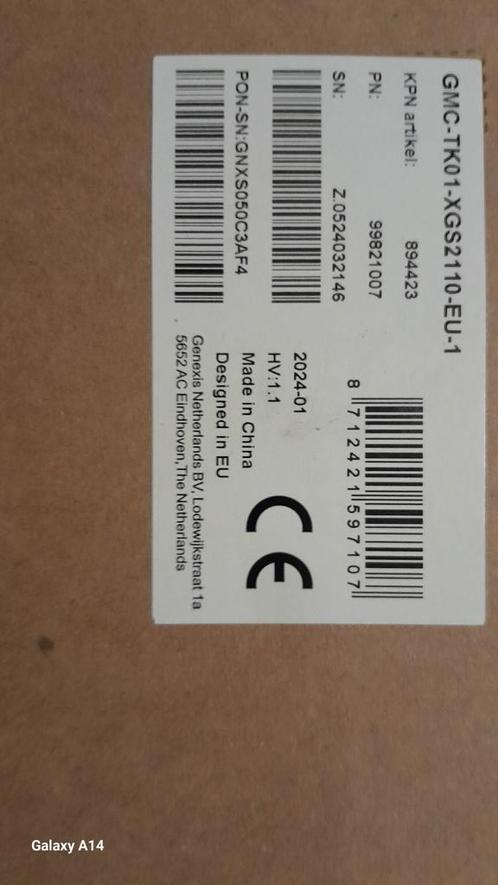 GMC-TK01-XGS2110-EU-1
KPN artikel: 894423
PN: 99821007
SN: Z.0524032146
PON-SN:GNXS050C3AF4
8 712421 597107
2024-01
HV:1.1
Made in China
Designed in EU
CE
Genexis Netherlands BV, Lodewijkstraat 1a
5652 AC Eindhoven,The Netherlands
Galaxy A14